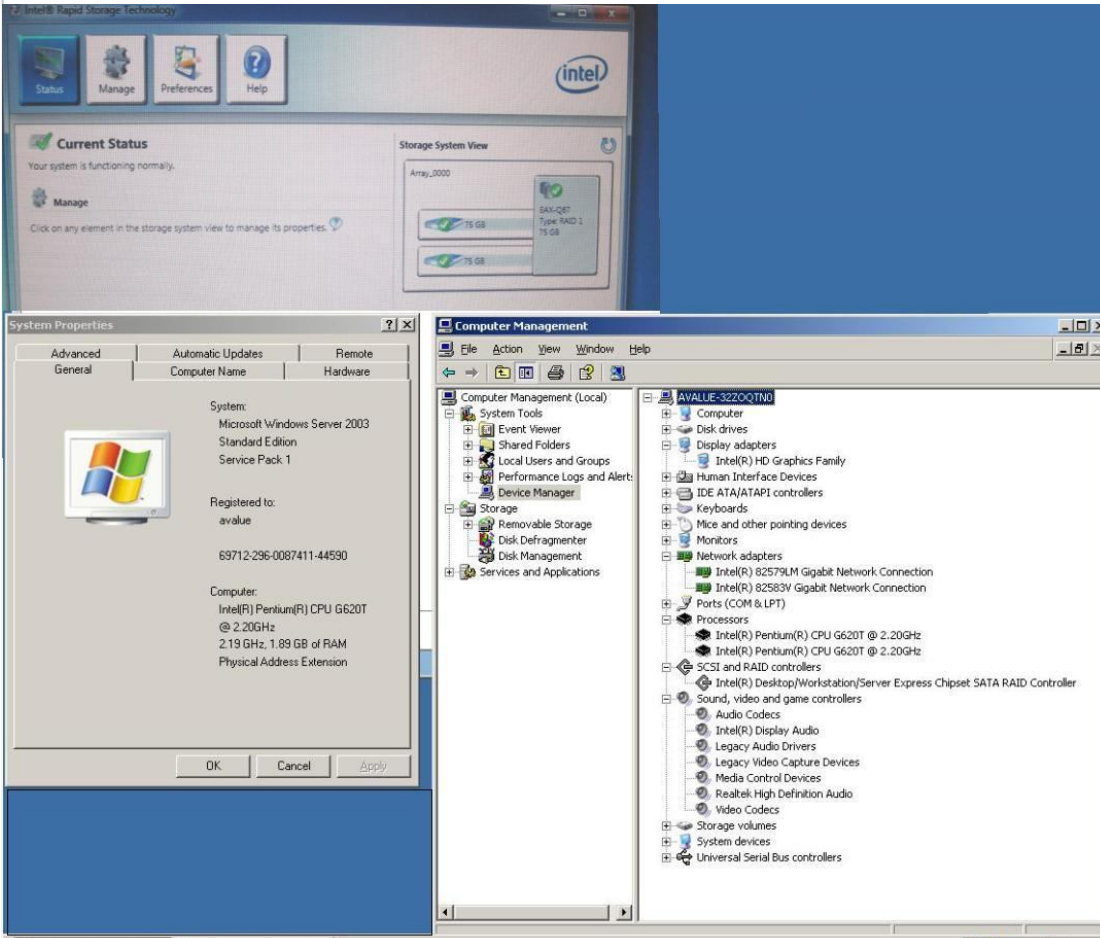 Intel® Rapid Storage Technology
Status
Manage
Preferences
Help
intel
Current Status
Your system is functioning normally.
Manage
Click on any element in the storage system view to manage its properties.
Storage System View
Array_0000
75 GB
75 GB
EAX-Q67
Type: RAID 1
75 GB
System Properties
Advanced
Automatic Updates
Remote
General
Computer Name
Hardware
System:
Microsoft Windows Server 2003
Standard Edition
Service Pack 1
Registered to:
avalue
69712-296-0087411-44590
Computer:
Intel(R) Pentium(R) CPU G620T
@ 2.20GHz
2.19 GHz, 1.89 GB of RAM
Physical Address Extension
OK
Cancel
Apply
Computer Management
File Action View Window Help
Computer Management (Local)
System Tools
Event Viewer
Shared Folders
Local Users and Groups
Performance Logs and Alert:
Device Manager
Storage
Removable Storage
Disk Defragmenter
Disk Management
Services and Applications
AVALUE-32ZOQTN0
Computer
Disk drives
Display adapters
Intel(R) HD Graphics Family
Human Interface Devices
IDE ATA/ATAPI controllers
Keyboards
Mice and other pointing devices
Monitors
Network adapters
Intel(R) 82579LM Gigabit Network Connection
Intel(R) 82583V Gigabit Network Connection
Ports (COM & LPT)
Processors
Intel(R) Pentium(R) CPU G620T @ 2.20GHz
Intel(R) Pentium(R) CPU G620T @ 2.20GHz
SCSI and RAID controllers
Intel(R) Desktop/Workstation/Server Express Chipset SATA RAID Controller
Sound, video and game controllers
Audio Codecs
Intel(R) Display Audio
Legacy Audio Drivers
Legacy Video Capture Devices
Media Control Devices
Realtek High Definition Audio
Video Codecs
Storage volumes
System devices
Universal Serial Bus controllers